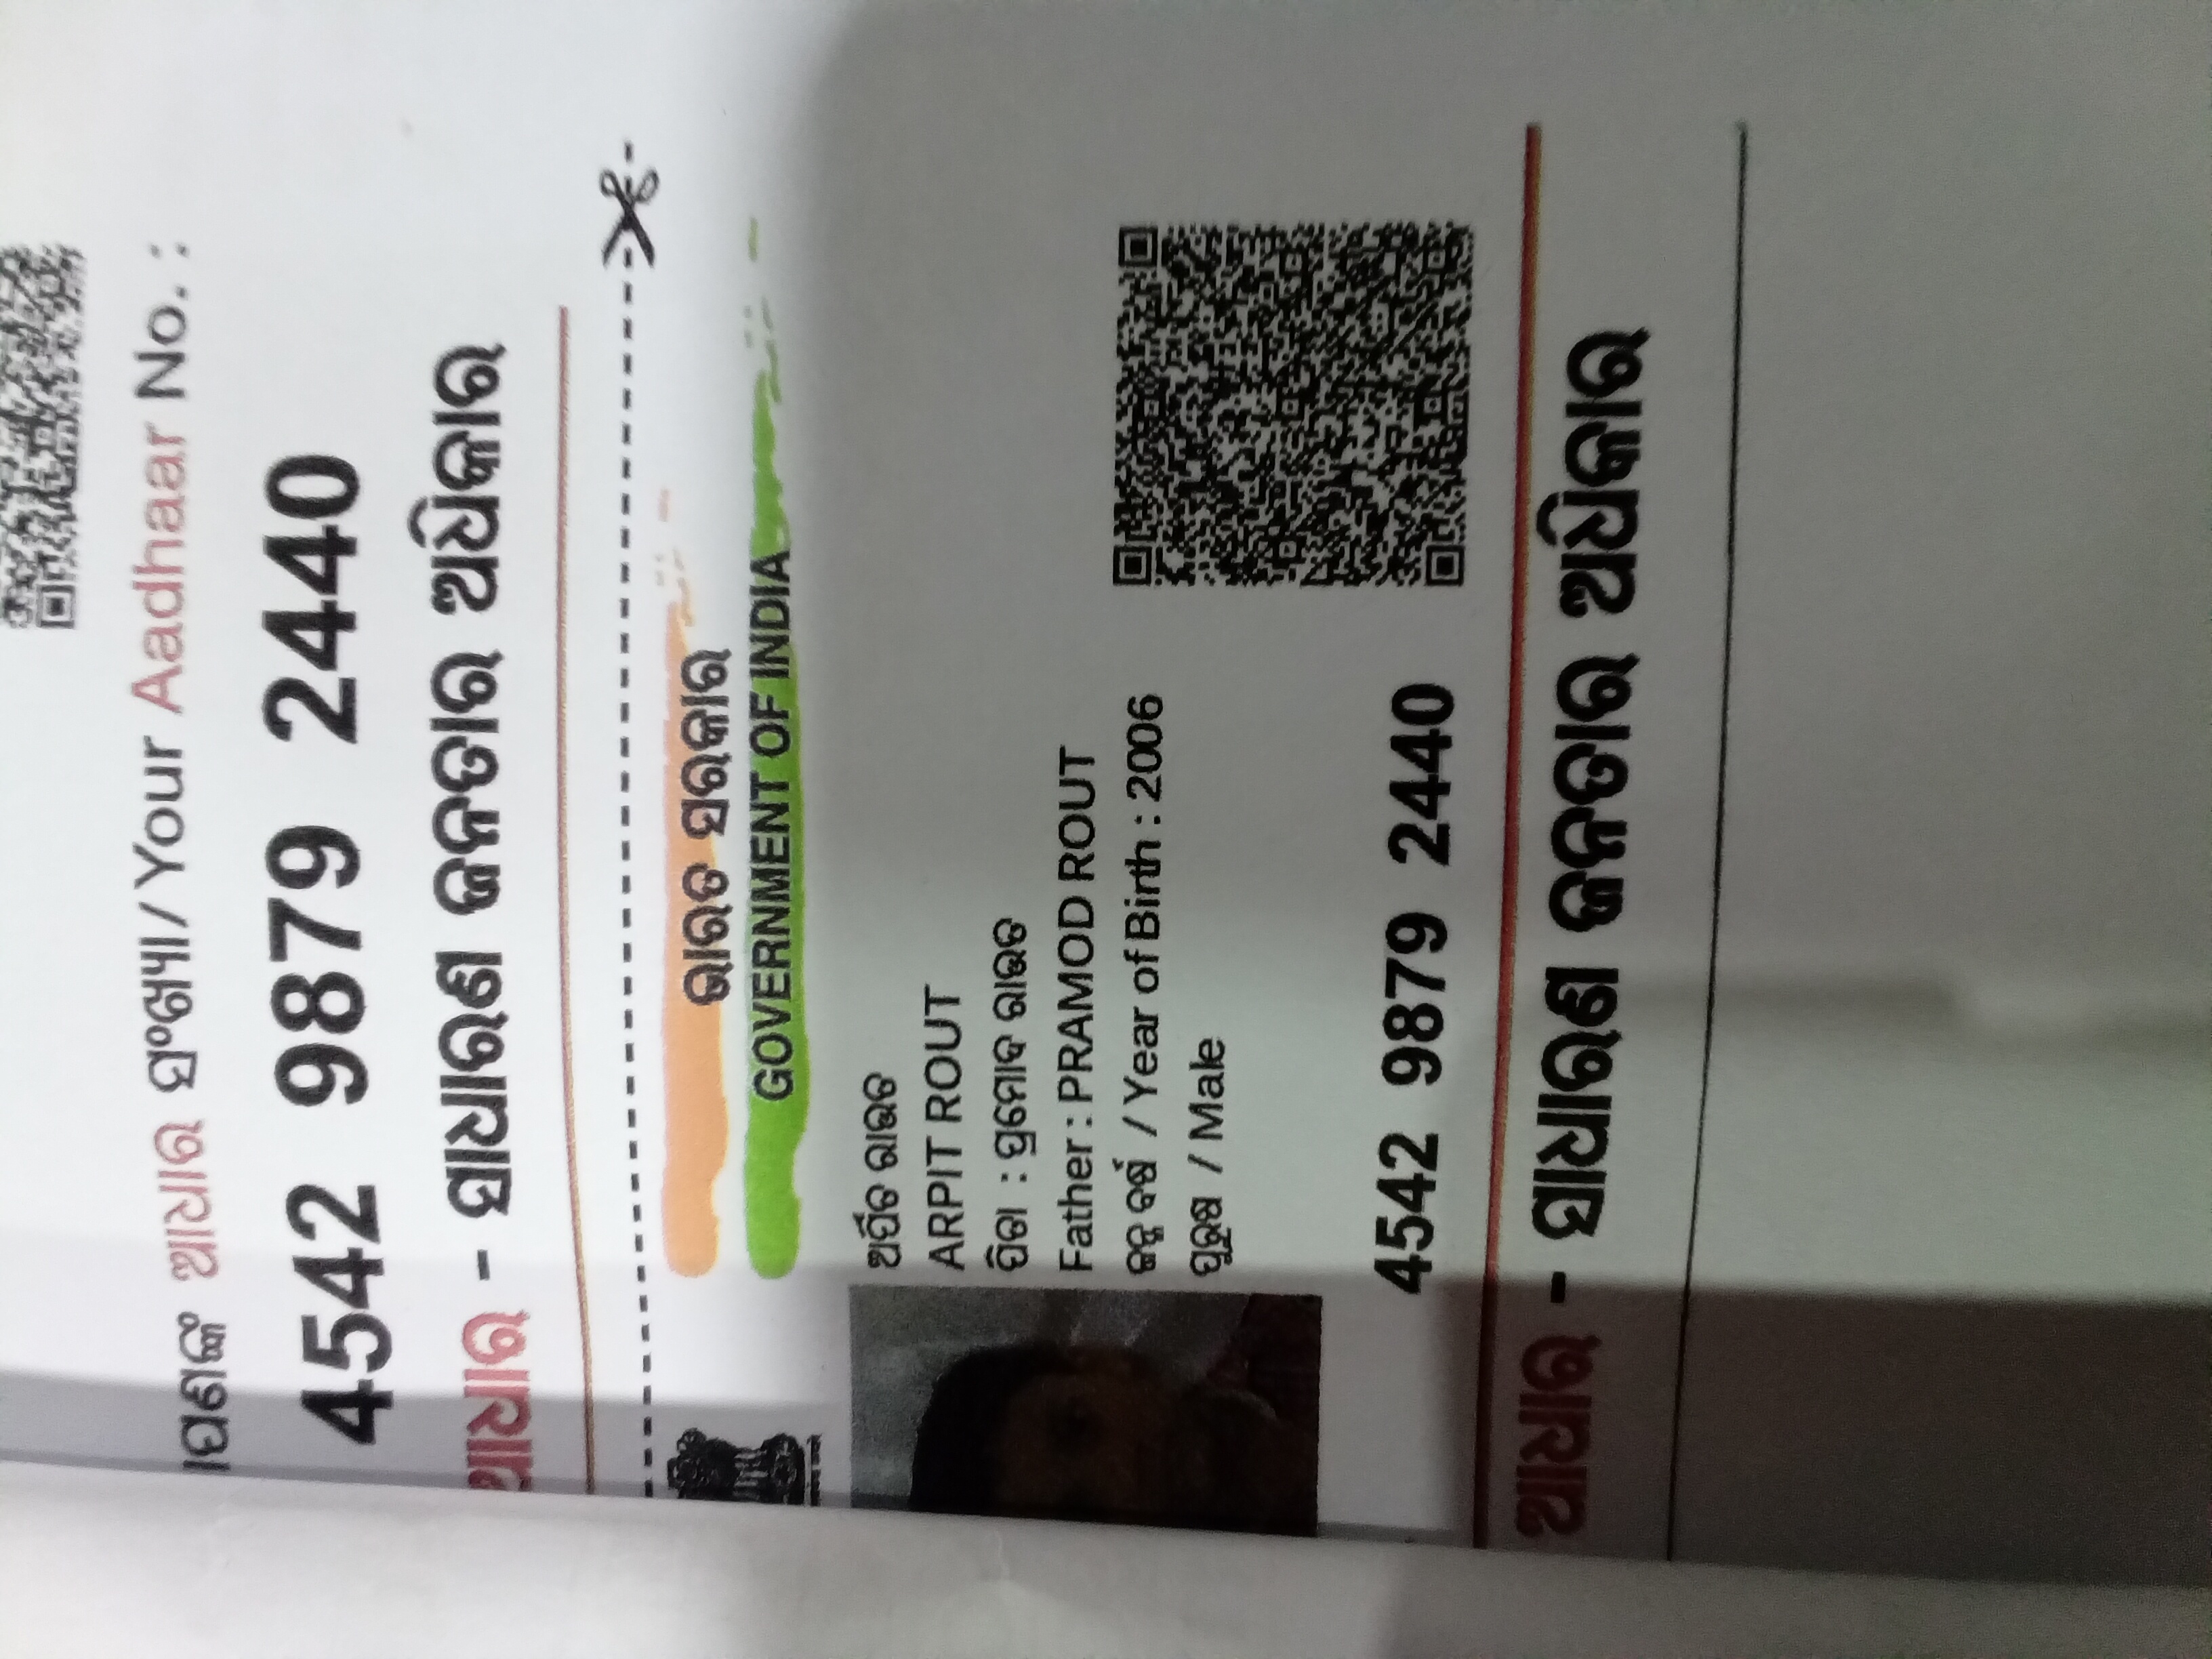 ଆପଣଙ୍କ ଆଧାର ସଂଖ୍ୟା / Your Aadhaar No. :
4542 9879 2440
ଆଧାର - ସାଧାରଣ ଜନତାର ଅଧିକାର
ଭାରତ ସରକାର
GOVERNMENT OF INDIA
ଅର୍ପିତ ରାଉତ
ARPIT ROUT
ପିତା : ପ୍ରମୋଦ ରାଉତ
Father : PRAMOD ROUT
ଜନ୍ମ ବର୍ଷ / Year of Birth : 2006
ପୁରୁଷ / Male
4542 9879 2440
ଆଧାର - ସାଧାରଣ ଜନତାର ଅଧିକାର